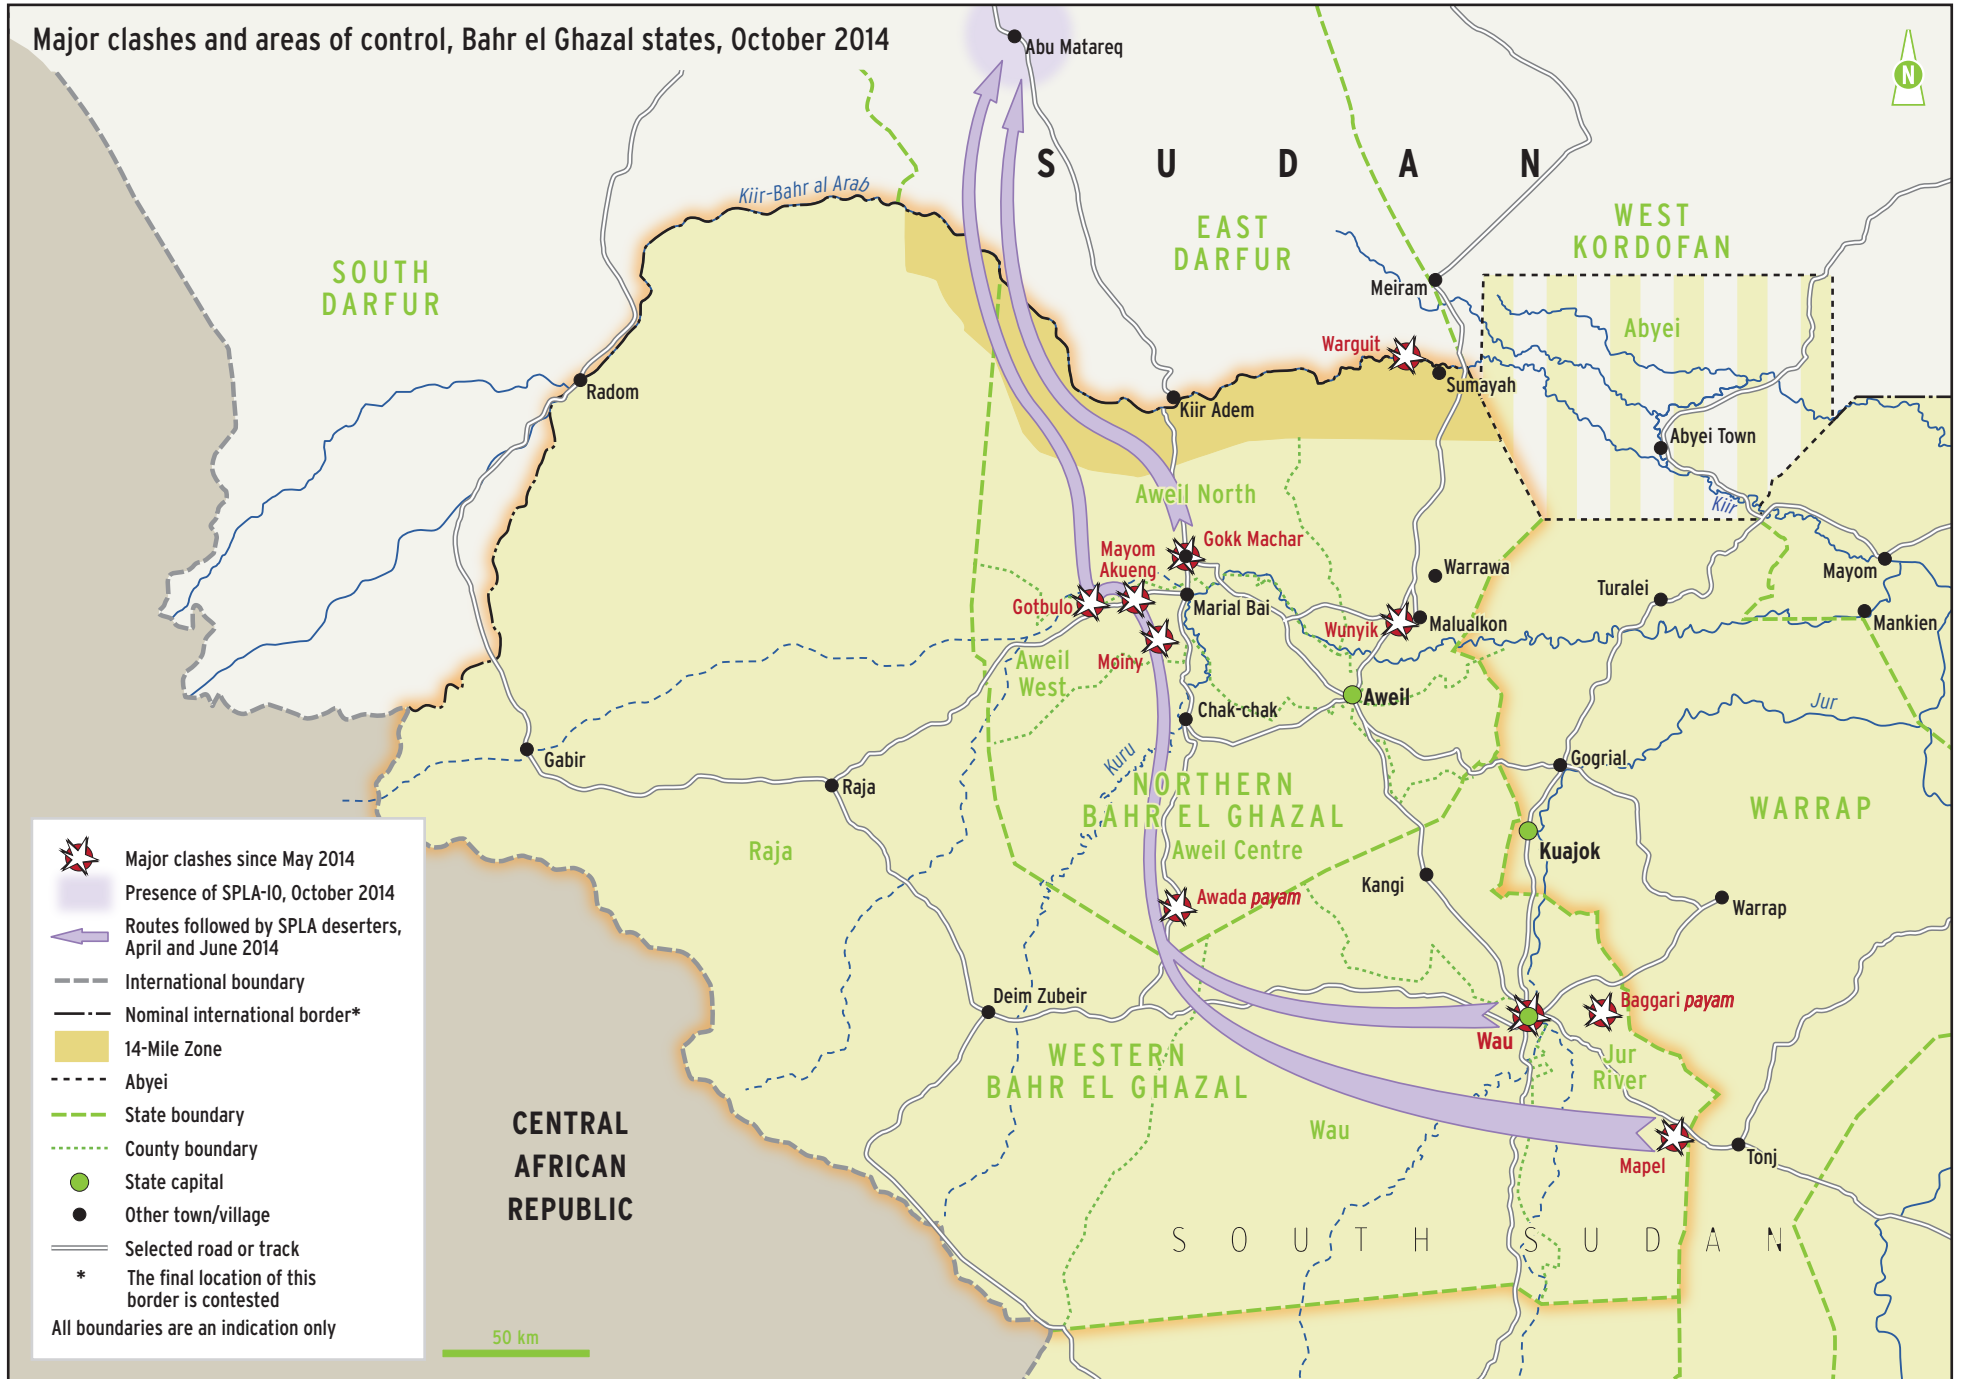 Major clashes and areas of control, Bahr el Ghazal states, October 2014
Abu Matareq
N
S U D A N
Kiir-Bahr al Arab
EAST
DARFUR
WEST
KORDOFAN
SOUTH
DARFUR
Meiram
Abyei
Warguit
Sumayah
Radom
Kiir Adem
Abyei Town
Aweil North
Kiir
Gokk Machar
Mayom
Akueng
Warrawa
Mayom
Turalei
Gotbulo
Marial Bai
Wunyik
Malualkon
Mankien
Moiny
Aweil
West
Aweil
Jur
Chak-chak
Gabir
Kuru
Gogrial
Raja
NORTHERN
BAHR EL GHAZAL
WARRAP
Raja
Aweil Centre
Kuajok
Kangi
Awada payam
Warrap
Deim Zubeir
Baggari payam
Wau
WESTERN
BAHR EL GHAZAL
Jur
River
CENTRAL
AFRICAN
REPUBLIC
Wau
Mapel
Tonj
S O U T H S U D A N
Major clashes since May 2014
Presence of SPLA-IO, October 2014
Routes followed by SPLA deserters,
April and June 2014
International boundary
Nominal international border*
14-Mile Zone
Abyei
State boundary
County boundary
State capital
Other town/village
Selected road or track
* The final location of this
border is contested
All boundaries are an indication only
50 km